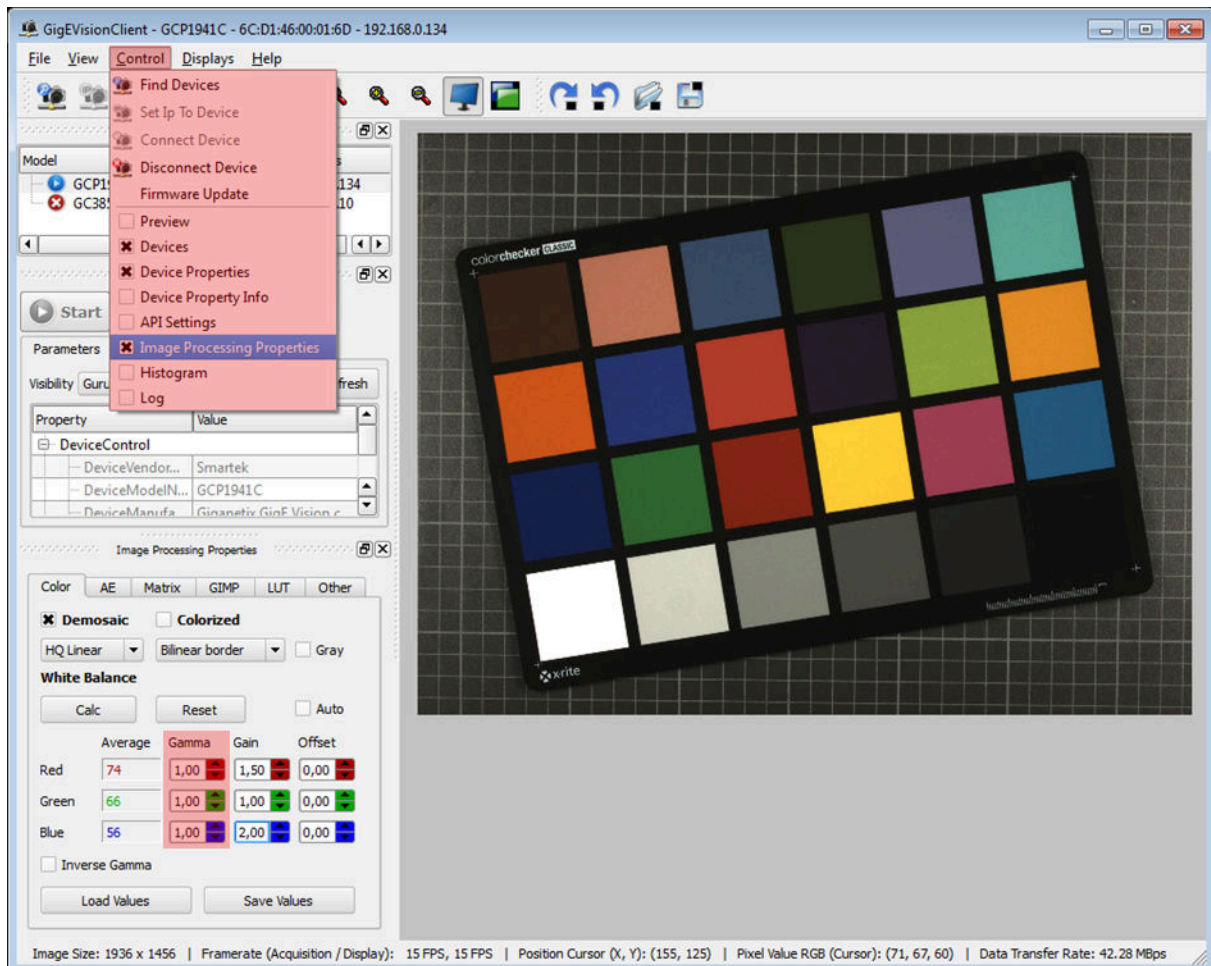 GigEVisionClient - GCP1941C - 6C:D1:46:00:01:6D - 192.168.0.134
File View Control Displays Help
Find Devices
Set Ip To Device
Connect Device
Disconnect Device
Firmware Update
Preview
Devices
Device Properties
Device Property Info
API Settings
Image Processing Properties
Histogram
Log
Model s
GCP19 .134
GC385 .10
Start
Parameters
Visibility Guru fresh
Property Value
DeviceControl
DeviceVendor... Smartek
DeviceModelN... GCP1941C
DeviceManufa... Giganetix GigE Vision c
Image Processing Properties
Color AE Matrix GIMP LUT Other
Demosaic Colorized
HQ Linear Bilinear border Gray
White Balance
Calc Reset Auto
Average Gamma Gain Offset
Red 74 1,00 1,50 0,00
Green 66 1,00 1,00 0,00
Blue 56 1,00 2,00 0,00
Inverse Gamma
Load Values Save Values
colorchecker CLASSIC
x-rite
Image Size: 1936 x 1456 | Framerate (Acquisition / Display): 15 FPS, 15 FPS | Position Cursor (X, Y): (155, 125) | Pixel Value RGB (Cursor): (71, 67, 60) | Data Transfer Rate: 42.28 MBps